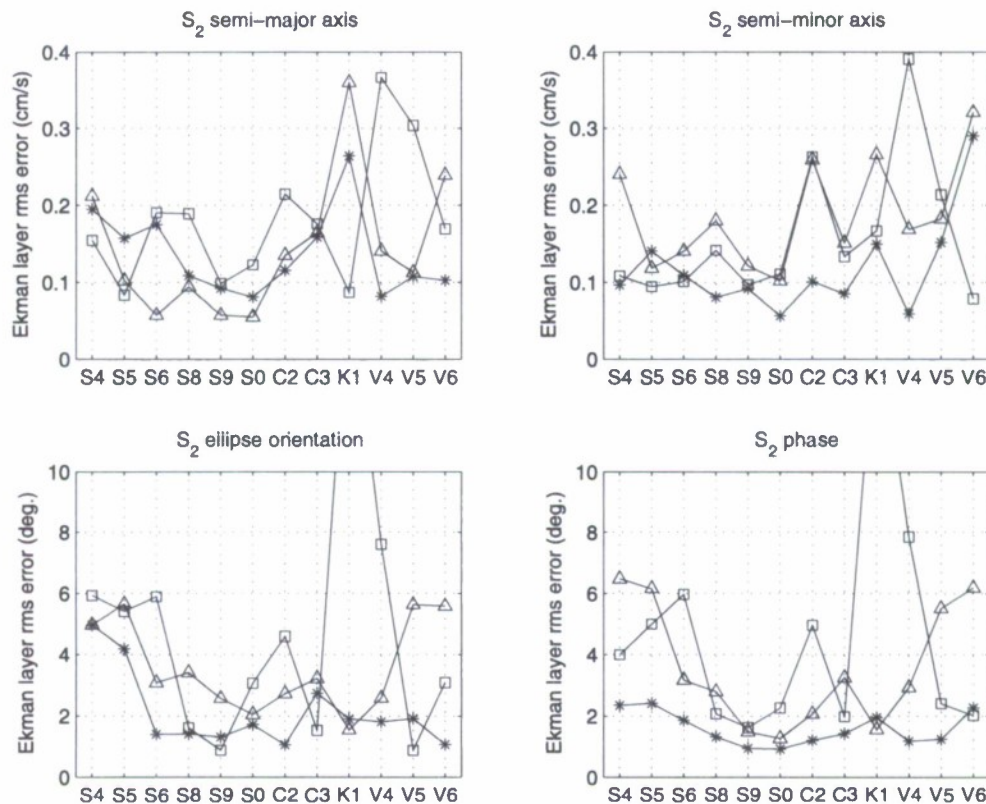 S2 semi-major axis
Ekman layer rms error (cm/s)
0.4
0.3
0.2
0.1
0
S4 S5 S6 S8 S9 S0 C2 C3 K1 V4 V5 V6
S2 semi-minor axis
Ekman layer rms error (cm/s)
0.4
0.3
0.2
0.1
0
S4 S5 S6 S8 S9 S0 C2 C3 K1 V4 V5 V6
S2 ellipse orientation
Ekman layer rms error (deg.)
10
8
6
4
2
0
S4 S5 S6 S8 S9 S0 C2 C3 K1 V4 V5 V6
S2 phase
Ekman layer rms error (deg.)
10
8
6
4
2
0
S4 S5 S6 S8 S9 S0 C2 C3 K1 V4 V5 V6